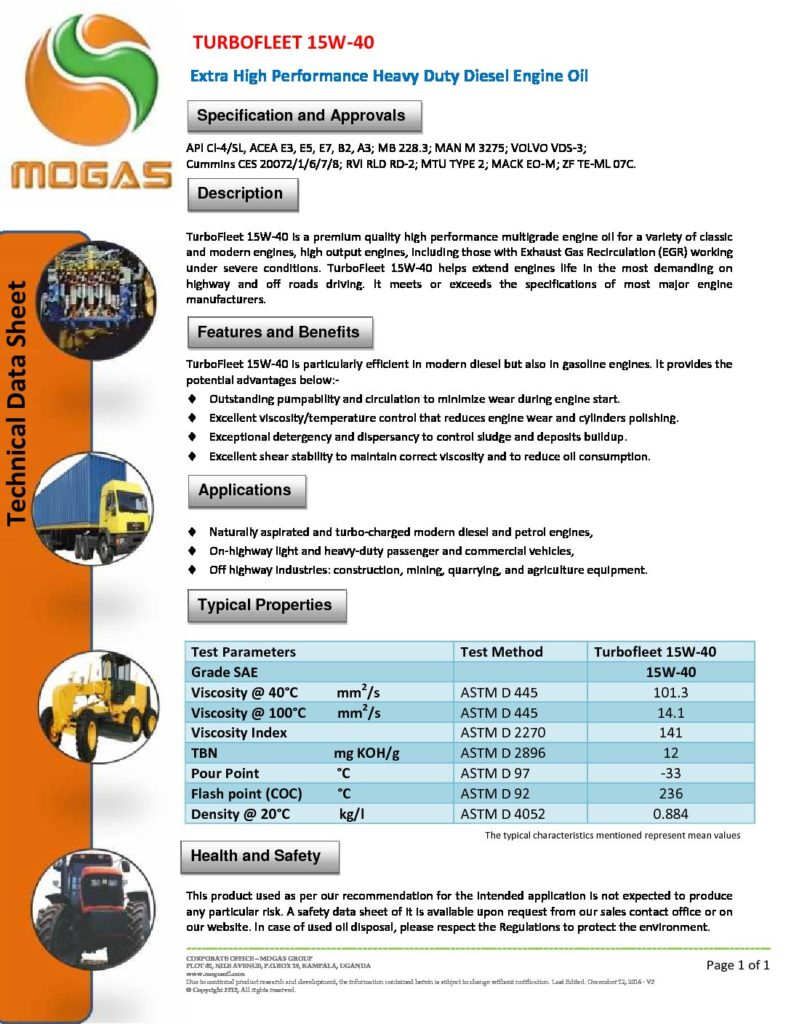 MOGAS
Technical Data Sheet
TURBOFLEET 15W-40
Extra High Performance Heavy Duty Diesel Engine Oil
Specification and Approvals
API CI-4/SL, ACEA E3, E5, E7, B2, A3; MB 228.3; MAN M 3275; VOLVO VDS-3;
Cummins CES 20072/1/6/7/8; RVI RLD RD-2; MTU TYPE 2; MACK EO-M; ZF TE-ML 07C.
Description
TurboFleet 15W-40 is a premium quality high performance multigrade engine oil for a variety of classic
and modern engines, high output engines, including those with Exhaust Gas Recirculation (EGR) working
under severe conditions. TurboFleet 15W-40 helps extend engines life in the most demanding on
highway and off roads driving. It meets or exceeds the specifications of most major engine
manufacturers.
Features and Benefits
TurboFleet 15W-40 is particularly efficient in modern diesel but also in gasoline engines. It provides the
potential advantages below:-
♦ Outstanding pumpability and circulation to minimize wear during engine start.
♦ Excellent viscosity/temperature control that reduces engine wear and cylinders polishing.
♦ Exceptional detergency and dispersancy to control sludge and deposits buildup.
♦ Excellent shear stability to maintain correct viscosity and to reduce oil consumption.
Applications
♦ Naturally aspirated and turbo-charged modern diesel and petrol engines,
♦ On-highway light and heavy-duty passenger and commercial vehicles,
♦ Off highway industries: construction, mining, quarrying, and agriculture equipment.
Typical Properties
Test Parameters Test Method Turbofleet 15W-40
Grade SAE 15W-40
Viscosity @ 40°C mm²/s ASTM D 445 101.3
Viscosity @ 100°C mm²/s ASTM D 445 14.1
Viscosity Index ASTM D 2270 141
TBN mg KOH/g ASTM D 2896 12
Pour Point °C ASTM D 97 -33
Flash point (COC) °C ASTM D 92 236
Density @ 20°C kg/l ASTM D 4052 0.884
The typical characteristics mentioned represent mean values
Health and Safety
This product used as per our recommendation for the intended application is not expected to produce
any particular risk. A safety data sheet of it is available upon request from our sales contact office or on
our website. In case of used oil disposal, please respect the Regulations to protect the environment.
CORPORATE OFFICE – MOGAS GROUP
PLOT 40, NILE AVENUE, P.O.BOX 39, KAMPALA, UGANDA
Due to continual product research and development, the information contained herein is subject to change without notification. Last Edited: December 12, 2014 - V2
© Copyright 2012, All rights reserved.
Page 1 of 1